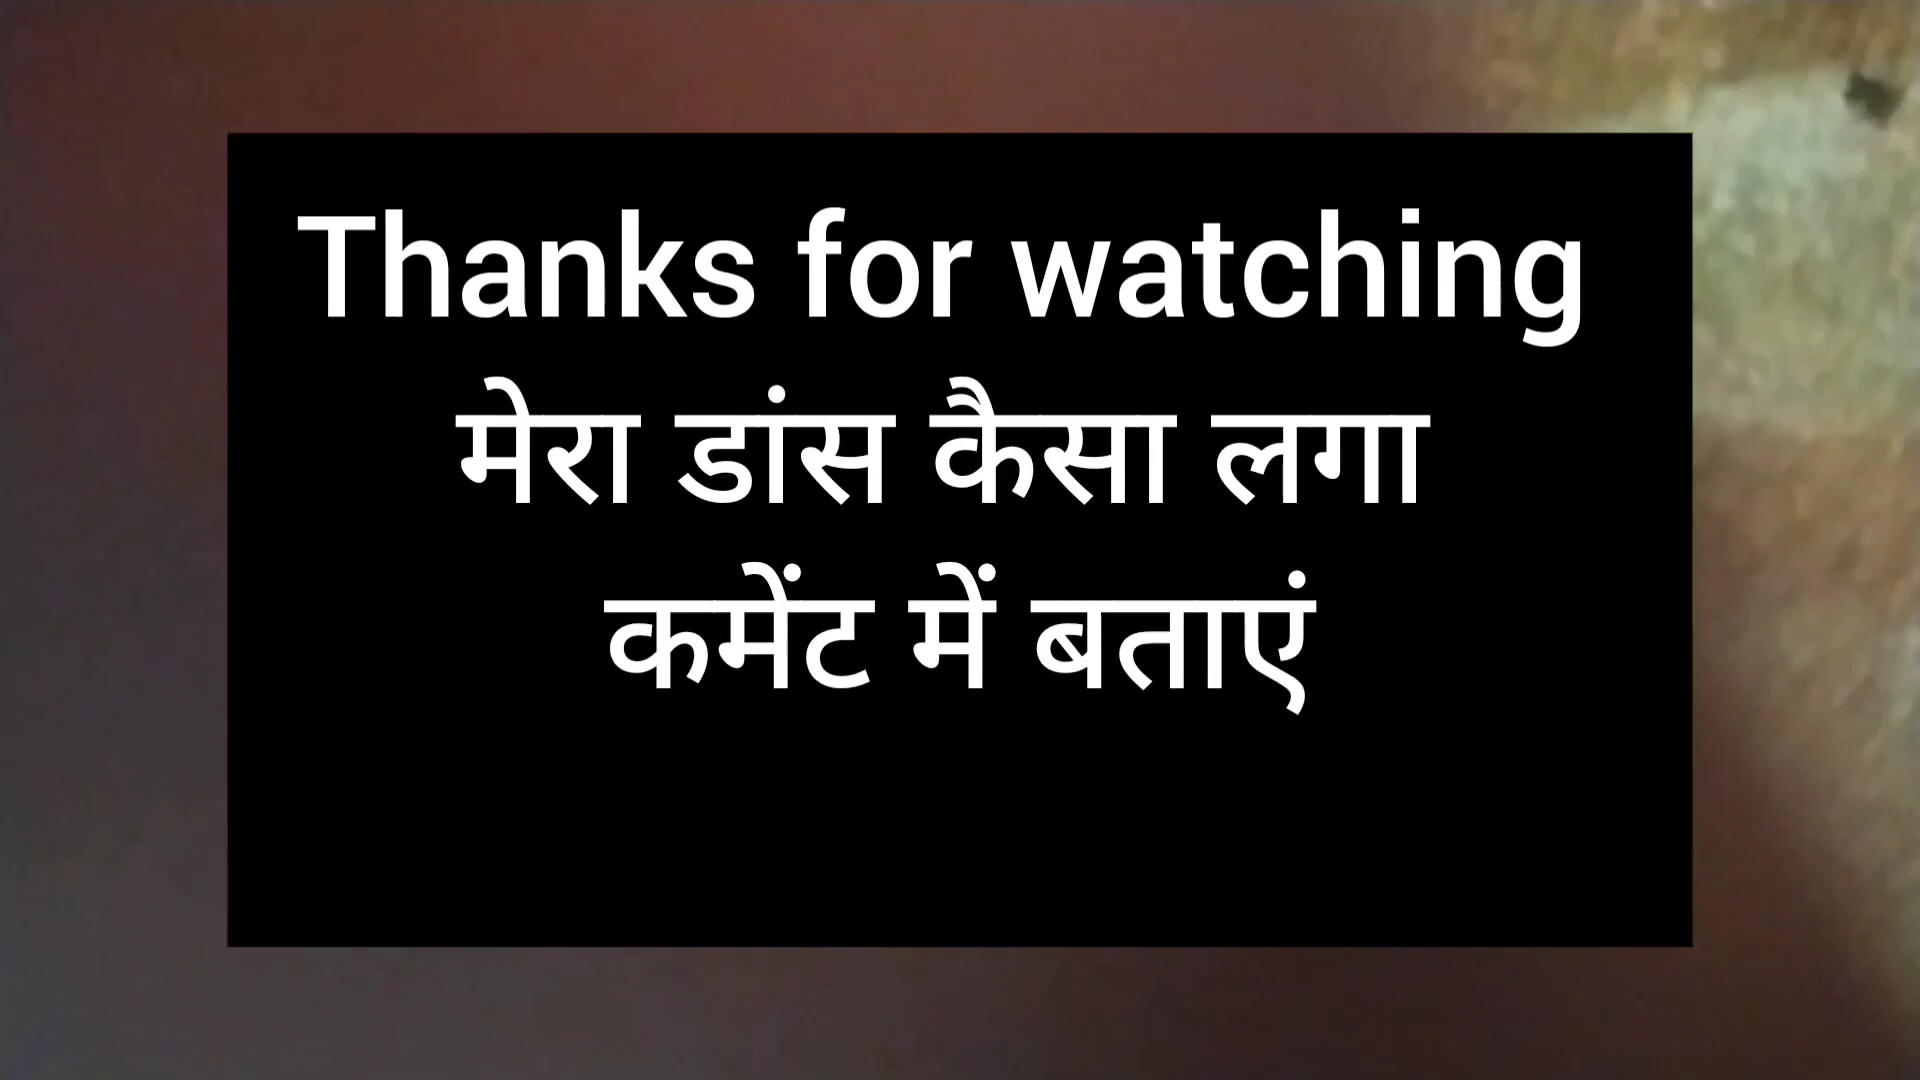 Thanks for watching
मेरा डांस कैसा लगा
कमेंट में बताएं